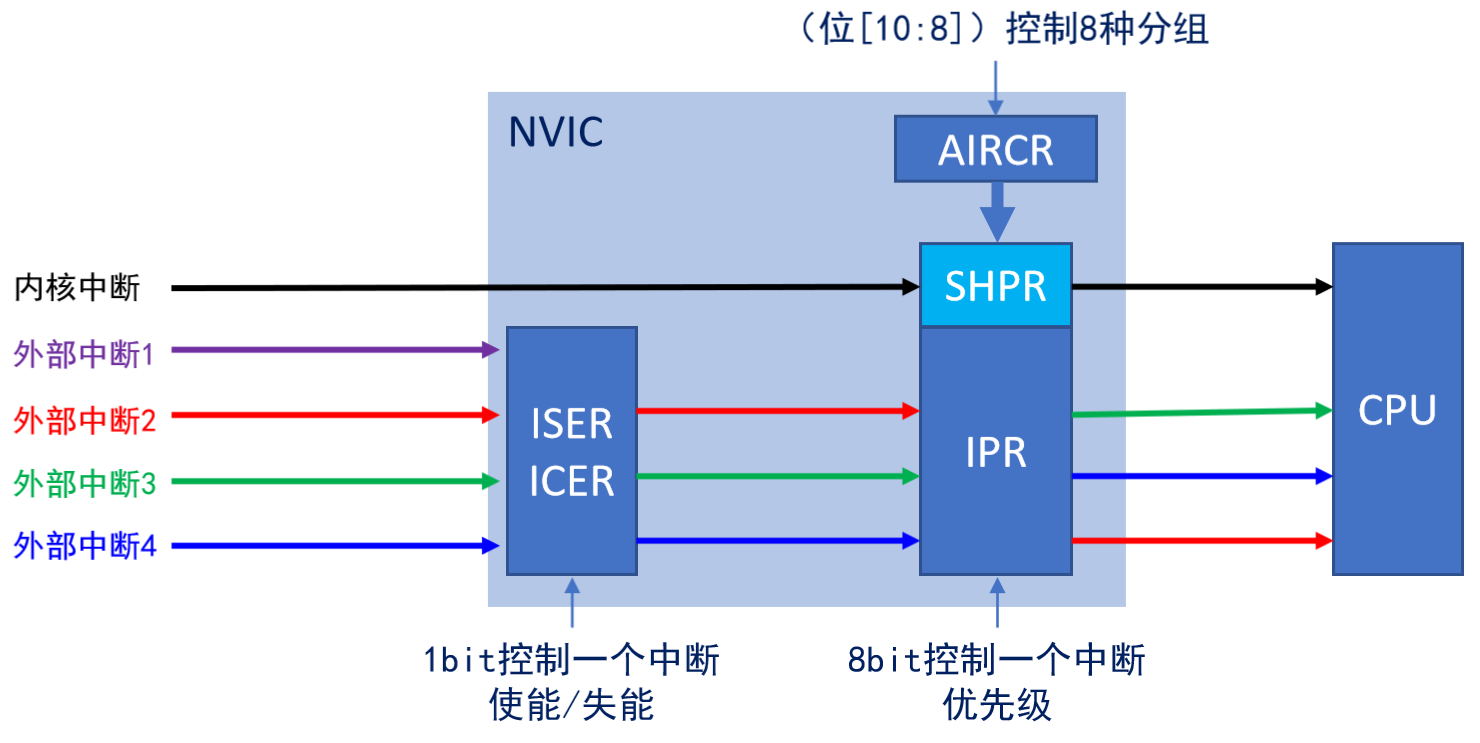 （位[10:8]）控制8种分组
NVIC
AIRCR
内核中断
SHPR
外部中断1
外部中断2
ISER
IPR
CPU
外部中断3
ICER
外部中断4
1bit控制一个中断
使能/失能
8bit控制一个中断
优先级